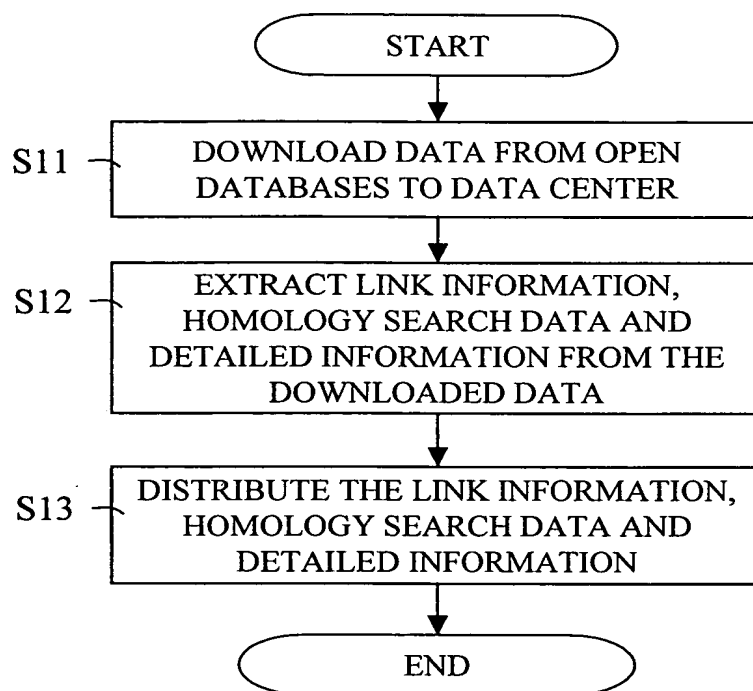 START
S11
DOWNLOAD DATA FROM OPEN
DATABASES TO DATA CENTER
S12
EXTRACT LINK INFORMATION,
HOMOLOGY SEARCH DATA AND
DETAILED INFORMATION FROM THE
DOWNLOADED DATA
S13
DISTRIBUTE THE LINK INFORMATION,
HOMOLOGY SEARCH DATA AND
DETAILED INFORMATION
END